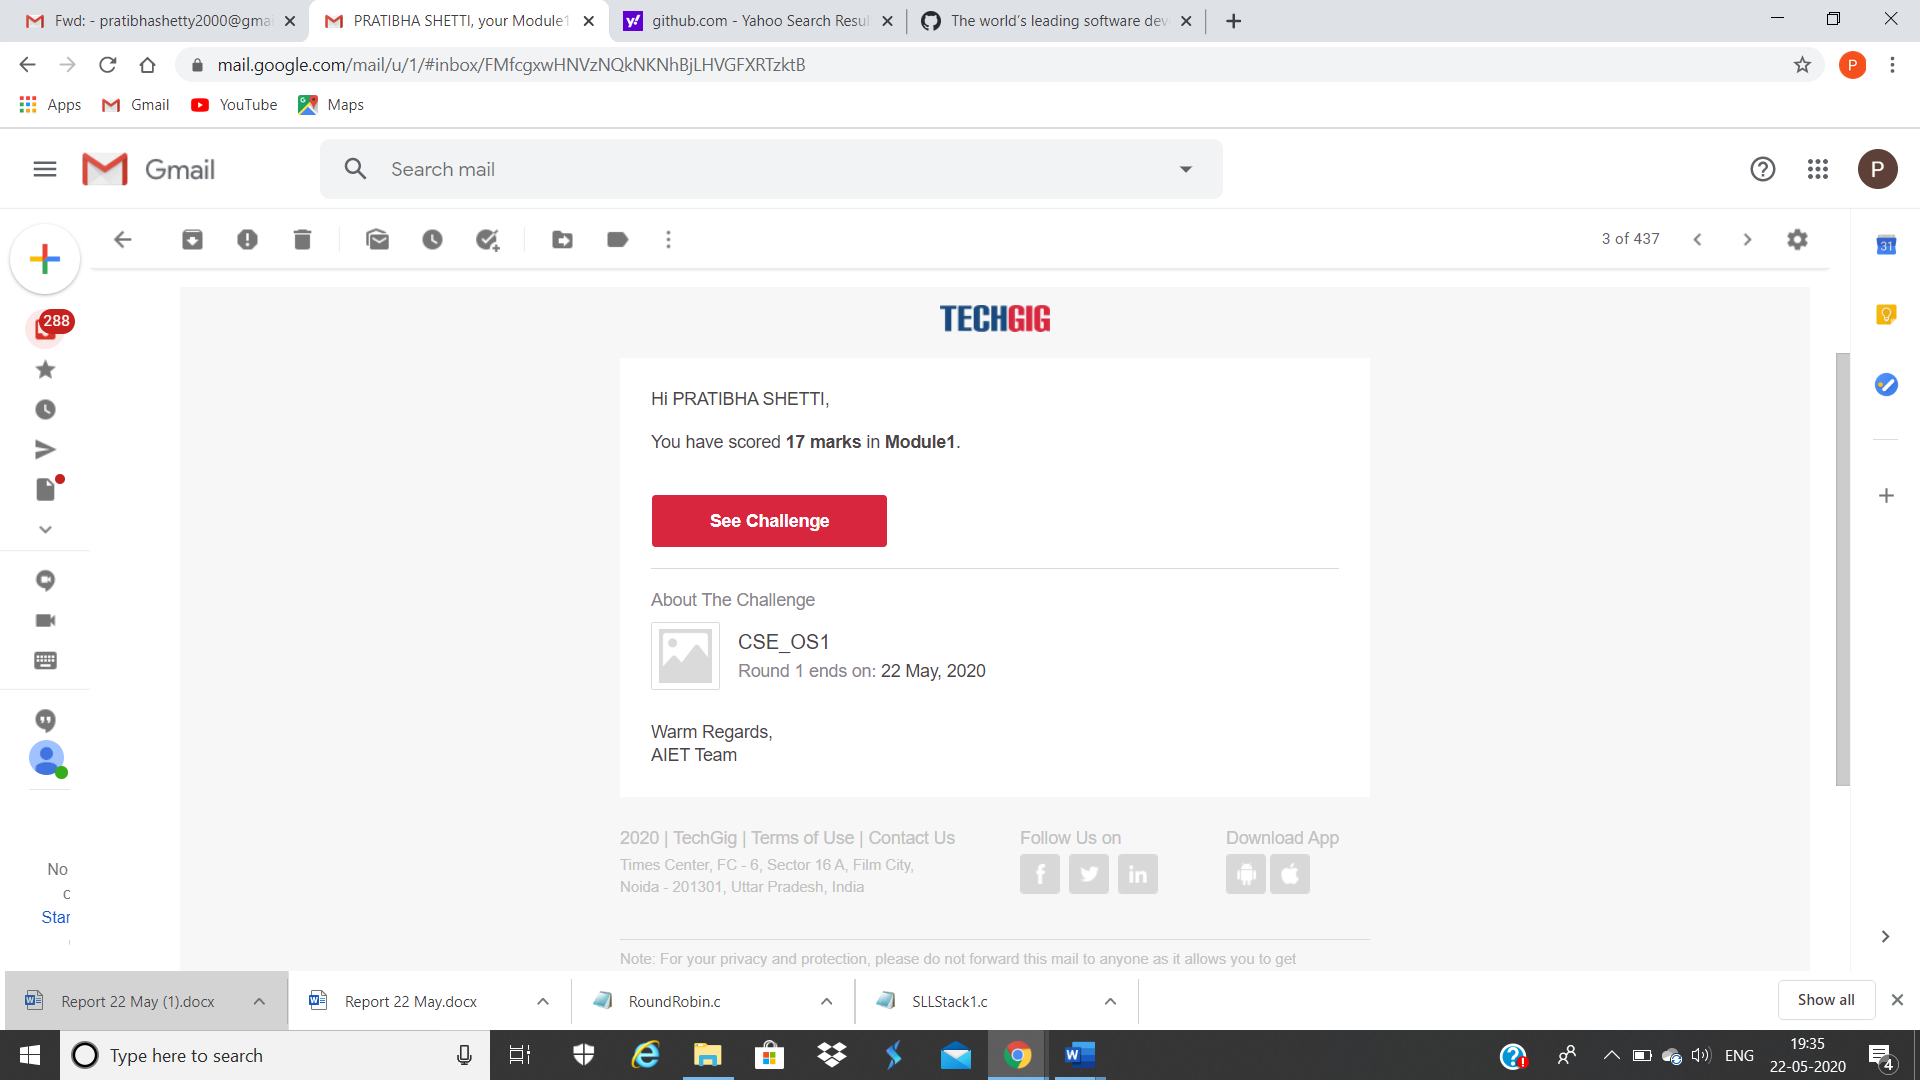 Fwd: - pratibhashetty2000@gmai
PRATIBHA SHETTI, your Module1
github.com - Yahoo Search Resul
The world's leading software dev
mail.google.com/mail/u/1/#inbox/FMfcgxwHNVzNQkNKNhBjLHVGFXRTzktB
P
Apps
Gmail
YouTube
Maps
Gmail
Search mail
P
3 of 437
31
288
TECHGIG
Hi PRATIBHA SHETTI,
You have scored 17 marks in Module1.
See Challenge
About The Challenge
CSE_OS1
Round 1 ends on: 22 May, 2020
Warm Regards,
AIET Team
2020 | TechGig | Terms of Use | Contact Us
Times Center, FC - 6, Sector 16 A, Film City,
Noida - 201301, Uttar Pradesh, India
Follow Us on
Download App
Note: For your privacy and protection, please do not forward this mail to anyone as it allows you to get
No
c
Star
Report 22 May (1).docx
Report 22 May.docx
RoundRobin.c
SLLStack1.c
Show all
Type here to search
ENG
19:35
22-05-2020
4